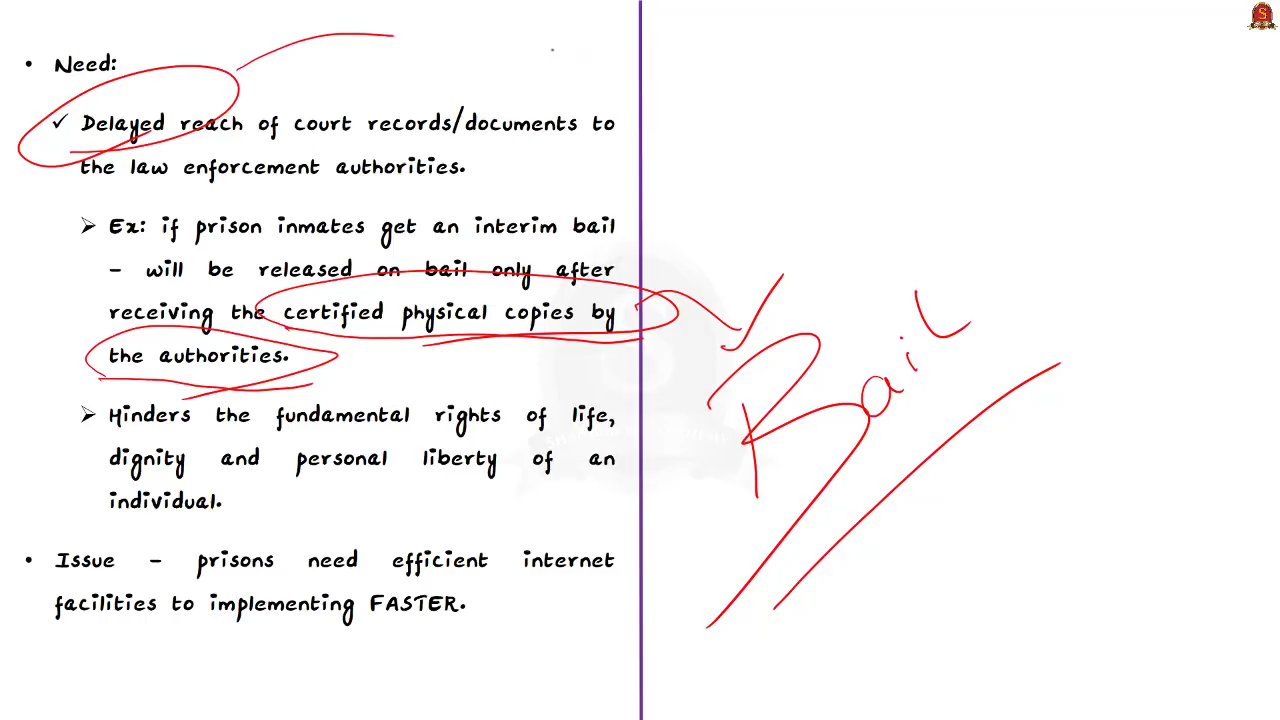 • Need:
✓ Delayed reach of court records/documents to
the law enforcement authorities.
➢ Ex: if prison inmates get an interim bail
– will be released on bail only after
receiving the certified physical copies by
the authorities.
➢ Hinders the fundamental rights of life,
dignity and personal liberty of an
individual.
• Issue – prisons need efficient internet
facilities to implementing FASTER.
Bail